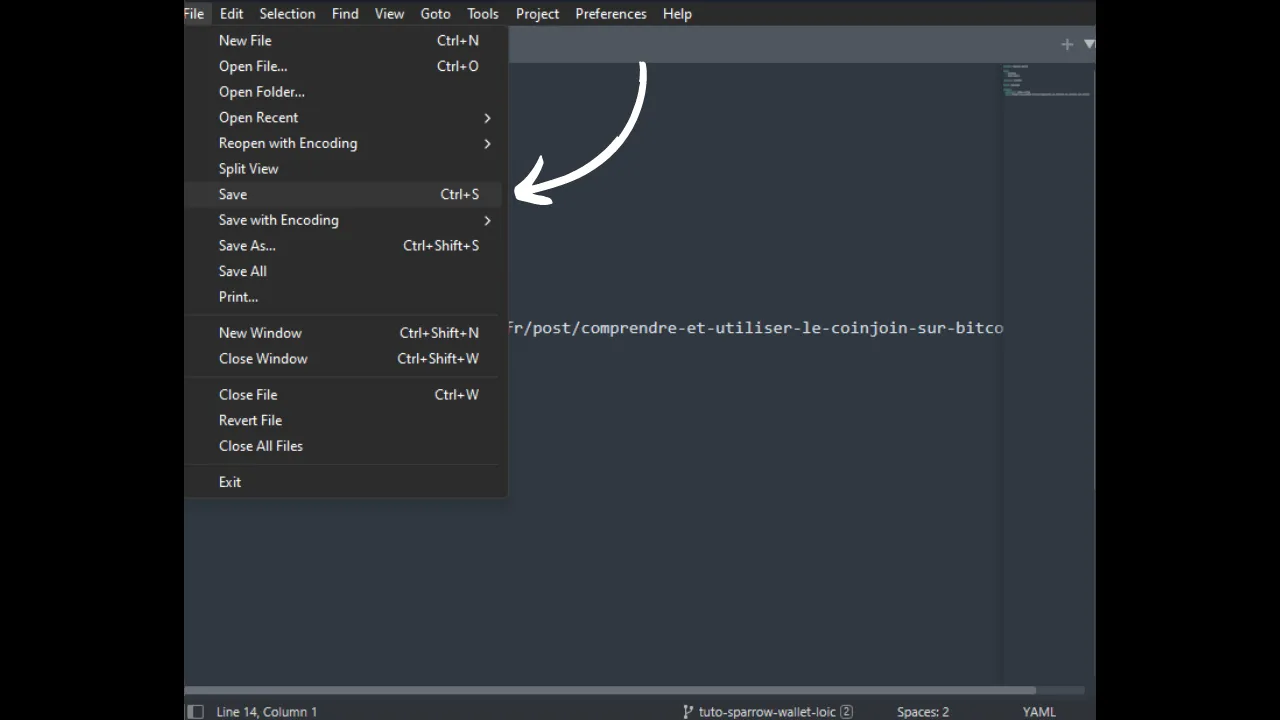 File Edit Selection Find View Goto Tools Project Preferences Help
New File Ctrl+N
Open File... Ctrl+O
Open Folder...
Open Recent
Reopen with Encoding
Split View
Save Ctrl+S
Save with Encoding
Save As... Ctrl+Shift+S
Save All
Print...
fr/post/comprendre-et-utiliser-le-coinjoin-sur-bitco
New Window Ctrl+Shift+N
Close Window Ctrl+Shift+W
Close File Ctrl+W
Revert File
Close All Files
Exit
Line 14, Column 1 tuto-sparrow-wallet-loic 2 Spaces: 2 YAML